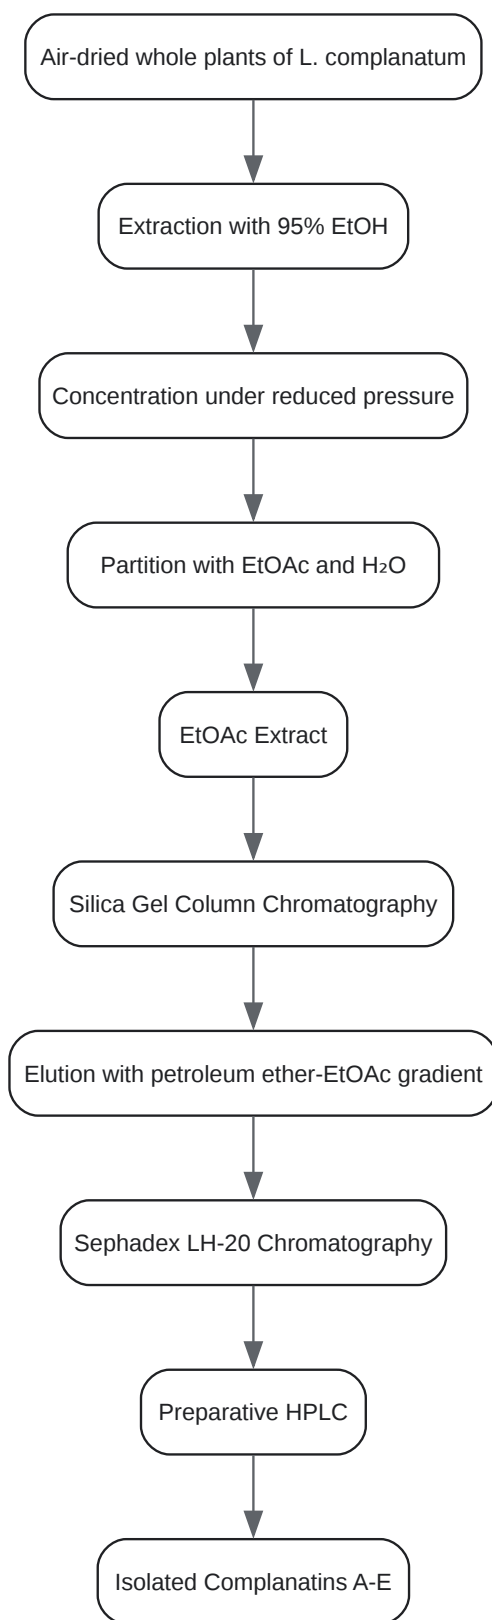 Air-dried whole plants of L. complanatum
Extraction with 95% EtOH
Concentration under reduced pressure
Partition with EtOAc and H₂O
EtOAc Extract
Silica Gel Column Chromatography
Elution with petroleum ether-EtOAc gradient
Sephadex LH-20 Chromatography
Preparative HPLC
Isolated Complanatins A-E